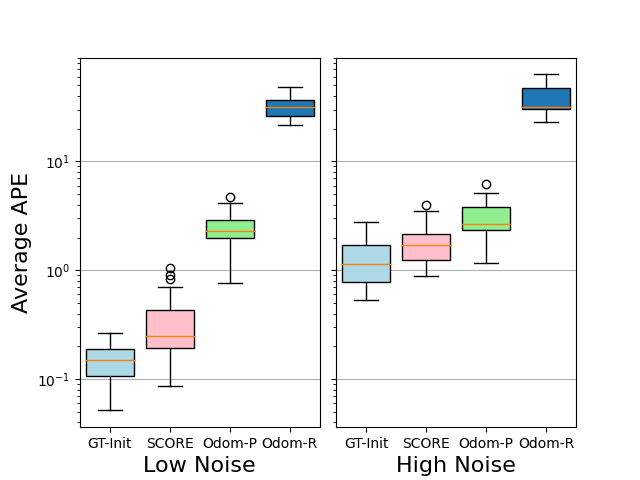 Average APE
10¹
10⁰
10⁻¹
GT-Init SCORE Odom-P Odom-R
Low Noise
GT-Init SCORE Odom-P Odom-R
High Noise